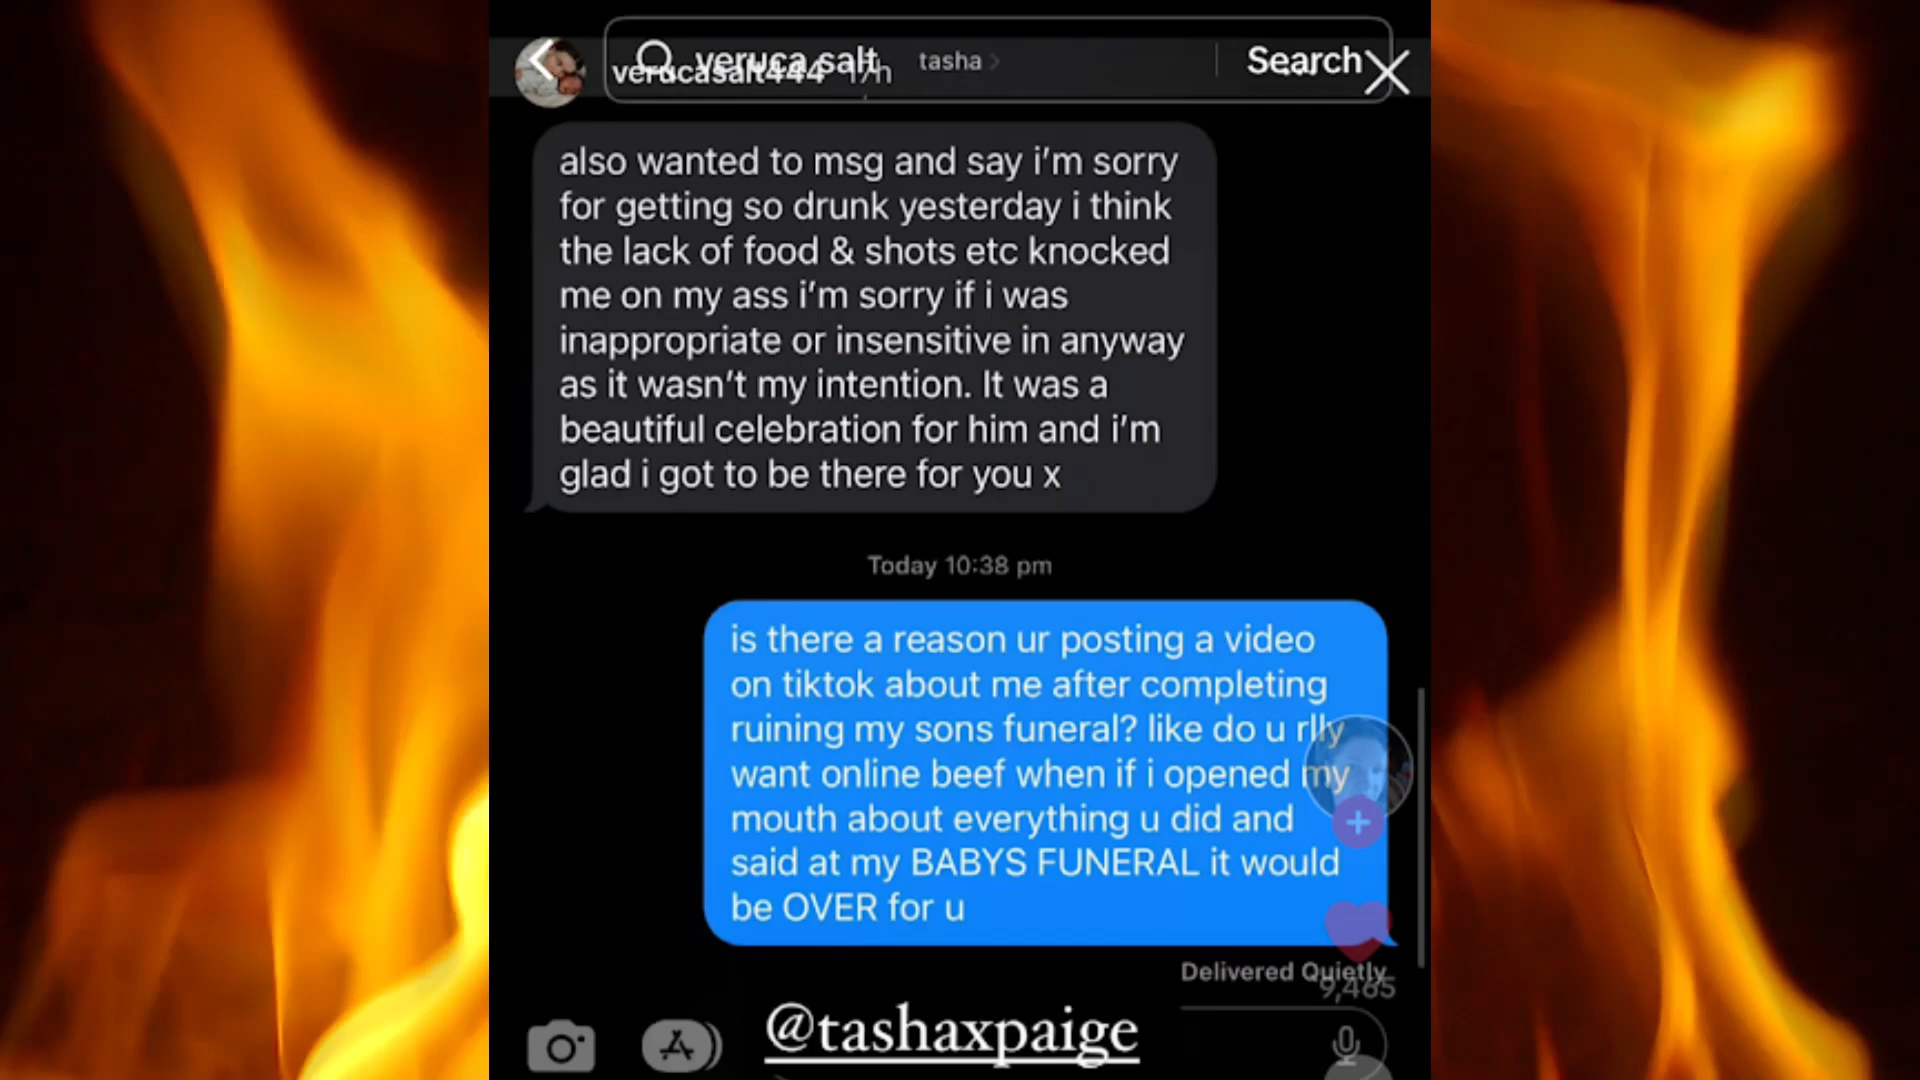 veruca salt
tasha >
Search
verucasalt444 17h
also wanted to msg and say i'm sorry
for getting so drunk yesterday i think
the lack of food & shots etc knocked
me on my ass i'm sorry if i was
inappropriate or insensitive in anyway
as it wasn't my intention. It was a
beautiful celebration for him and i'm
glad i got to be there for you x
Today 10:38 pm
is there a reason ur posting a video
on tiktok about me after completing
ruining my sons funeral? like do u rlly
want online beef when if i opened my
mouth about everything u did and
said at my BABYS FUNERAL it would
be OVER for u
Delivered Quietly
9,465
@tashaxpaige